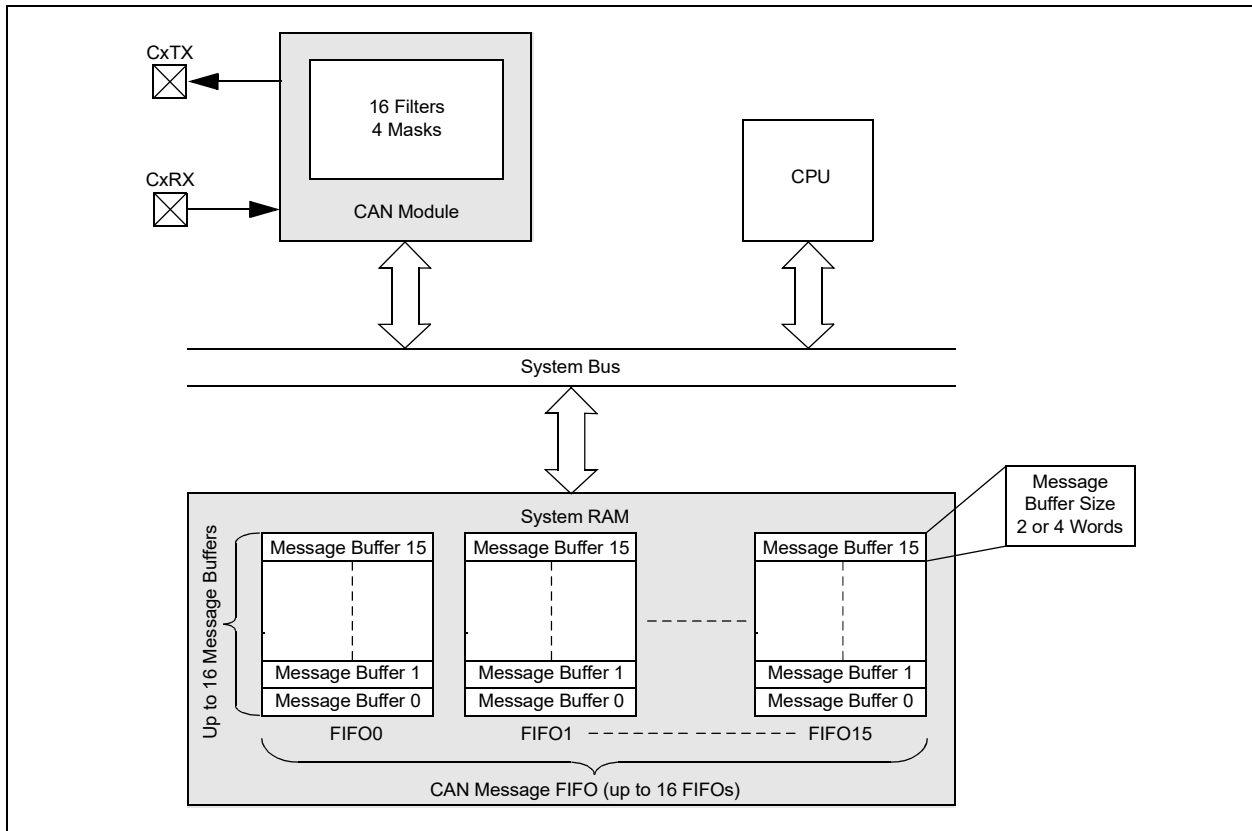 CxTX
16 Filters
4 Masks
CPU
CxRX
CAN Module
System Bus
Message
Buffer Size
2 or 4 Words
System RAM
Up to 16 Message Buffers
Message Buffer 15
Message Buffer 15
Message Buffer 15
Message Buffer 1
Message Buffer 1
Message Buffer 1
Message Buffer 0
Message Buffer 0
Message Buffer 0
FIFO0
FIFO1
FIFO15
CAN Message FIFO (up to 16 FIFOs)